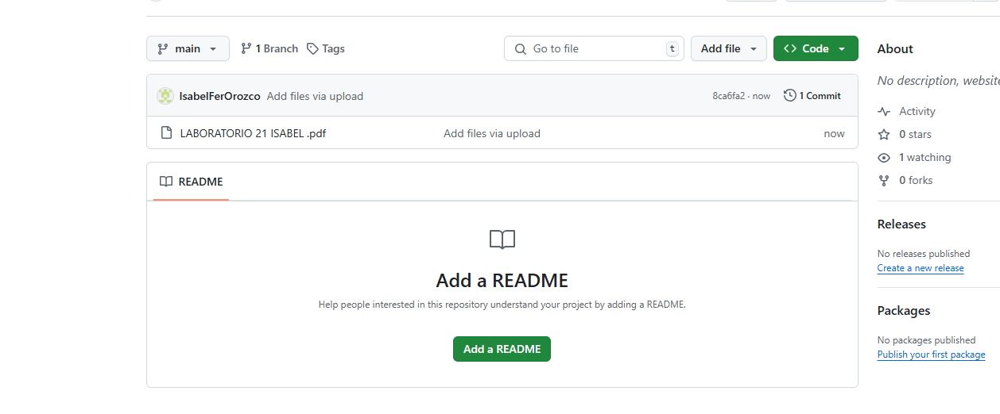 main
1 Branch
Tags
Go to file
t
Add file
Code
IsabelFerOrozco Add files via upload
8ca6fa2 · now
1 Commit
LABORATORIO 21 ISABEL .pdf
Add files via upload
now
README
Add a README
Help people interested in this repository understand your project by adding a README.
Add a README
About
No description, website
Activity
0 stars
1 watching
0 forks
Releases
No releases published
Create a new release
Packages
No packages published
Publish your first package